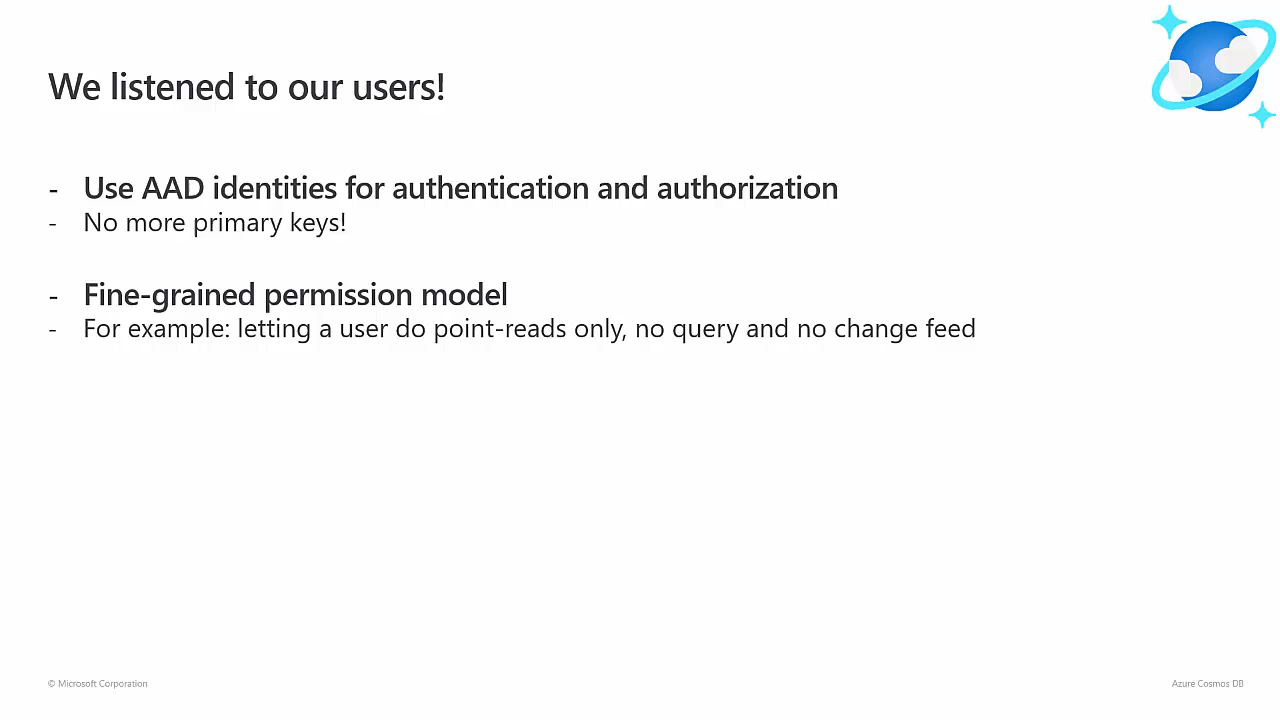 We listened to our users!
- Use AAD identities for authentication and authorization
- No more primary keys!
- Fine-grained permission model
- For example: letting a user do point-reads only, no query and no change feed
© Microsoft Corporation
Azure Cosmos DB